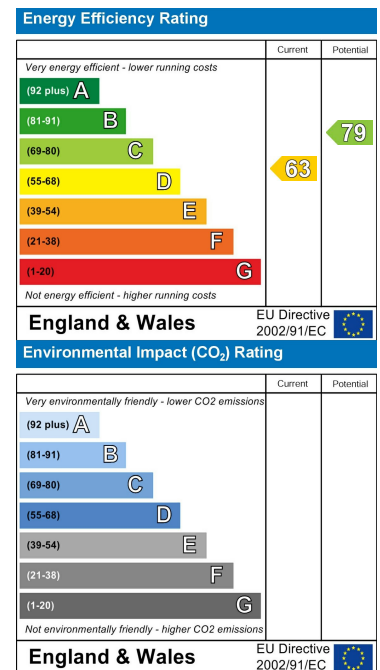 Energy Efficiency Rating
Current Potential
Very energy efficient - lower running costs
(92 plus) A
(81-91) B
79
(69-80) C
63
(55-68) D
(39-54) E
(21-38) F
(1-20) G
Not energy efficient - higher running costs
England & Wales
EU Directive
2002/91/EC
Environmental Impact (CO₂) Rating
Current Potential
Very environmentally friendly - lower CO2 emissions
(92 plus) A
(81-91) B
(69-80) C
(55-68) D
(39-54) E
(21-38) F
(1-20) G
Not environmentally friendly - higher CO2 emissions
England & Wales
EU Directive
2002/91/EC